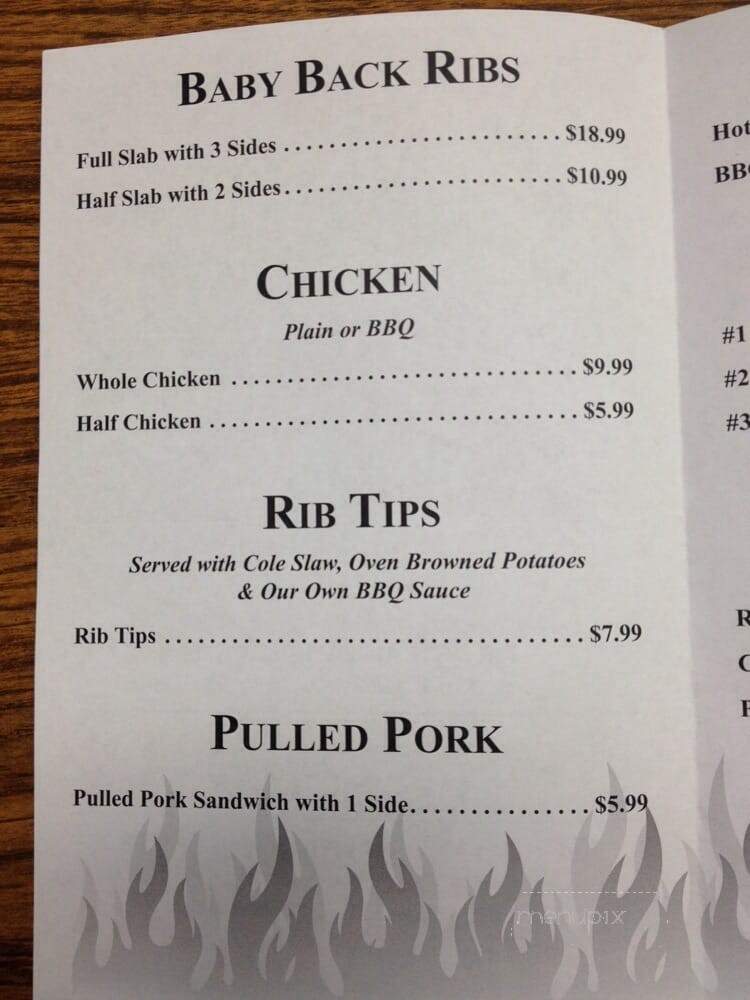 BABY BACK RIBS
Full Slab with 3 Sides ........................ $18.99
Half Slab with 2 Sides........................ $10.99
CHICKEN
Plain or BBQ
Whole Chicken .............................. $9.99
Half Chicken ................................ $5.99
RIB TIPS
Served with Cole Slaw, Oven Browned Potatoes
& Our Own BBQ Sauce
Rib Tips .................................... $7.99
PULLED PORK
Pulled Pork Sandwich with 1 Side................ $5.99
#1
#2
#3
menupix